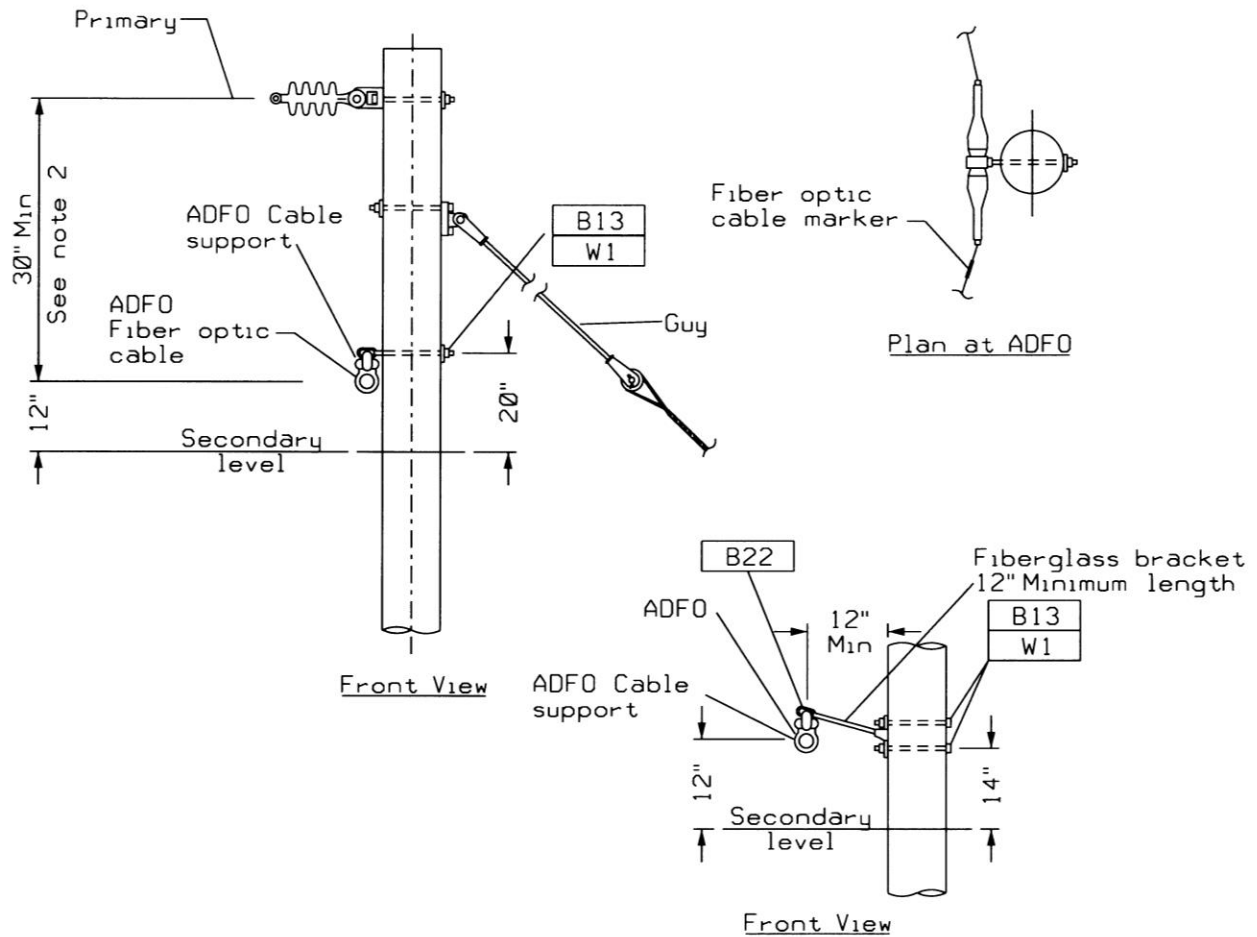 Primary
30" Min
See note 2
ADFO Cable
support
B13
W1
ADFO
Fiber optic
cable
Guy
12"
20"
Secondary
level
Front View
Fiber optic
cable marker
Plan at ADFO
B22
Fiberglass bracket
12" Minimum length
ADFO
12"
Min
B13
W1
ADFO Cable
support
12"
14"
Secondary
level
Front View